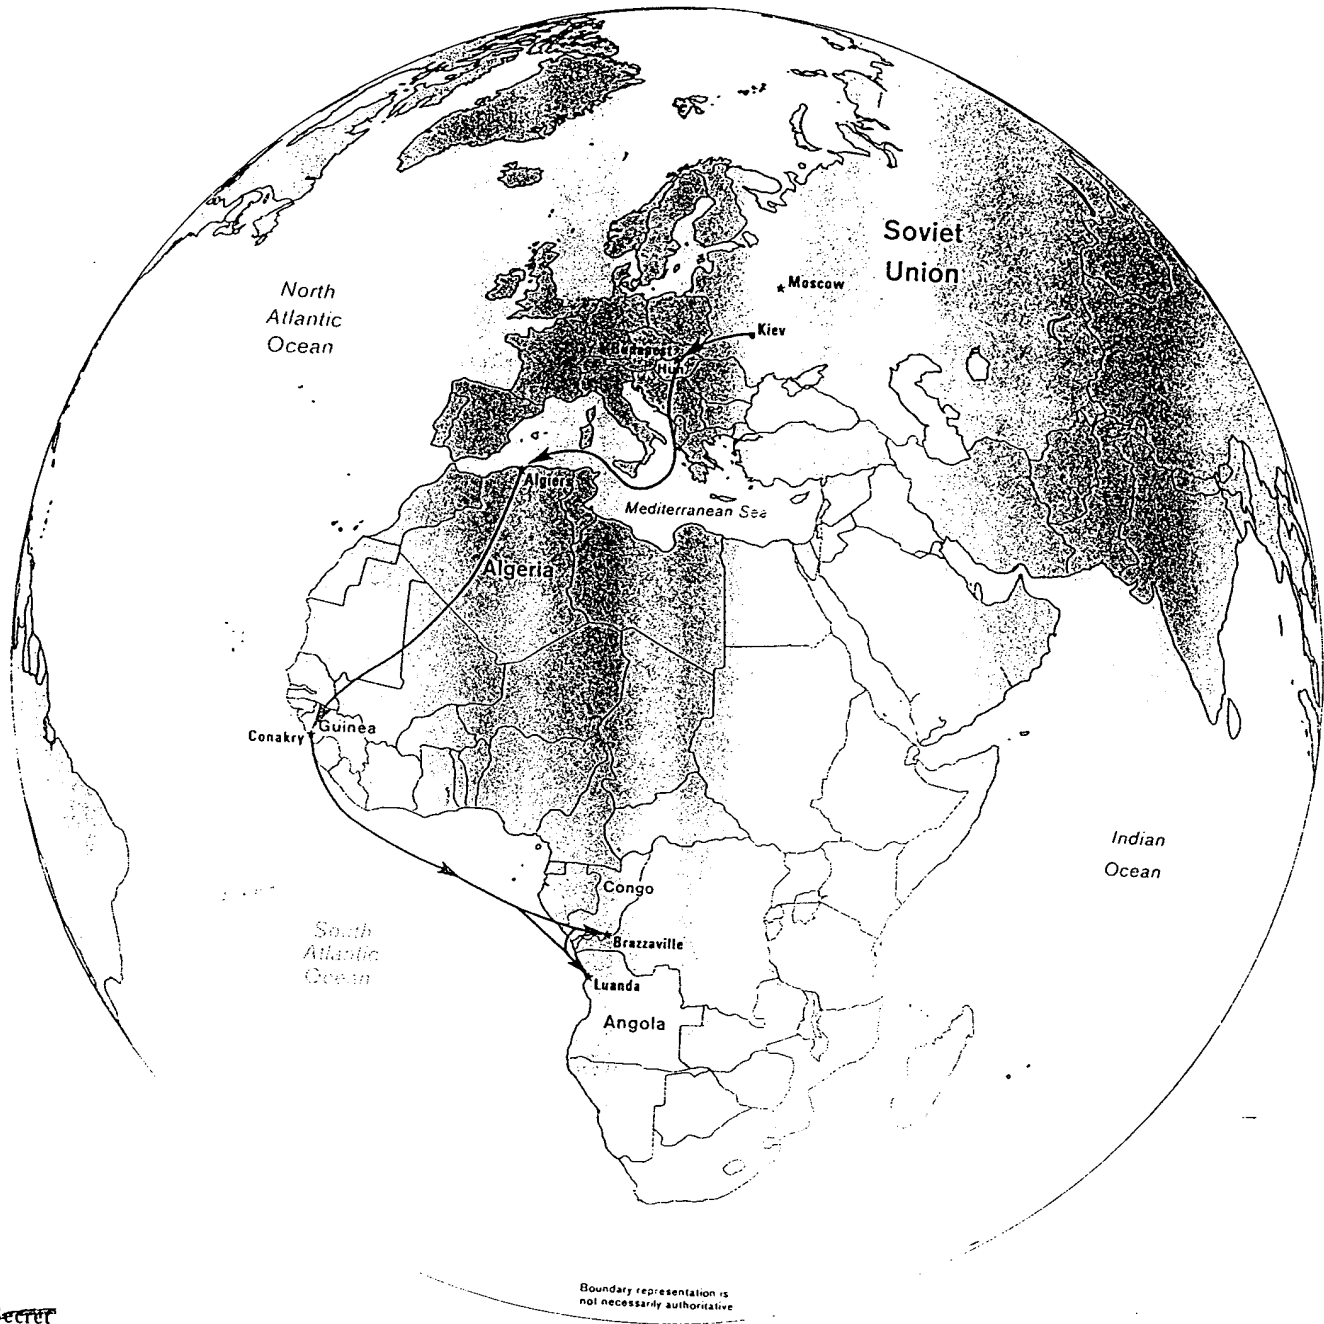 Soviet
Union
Moscow
Kiev
North
Atlantic
Ocean
Budapest
Hun
Algiers
Mediterranean Sea
Algeria
Guinea
Conakry
Indian
Ocean
Congo
South
Atlantic
Ocean
Brazzaville
Luanda
Angola
Boundary representation is
not necessarily authoritative